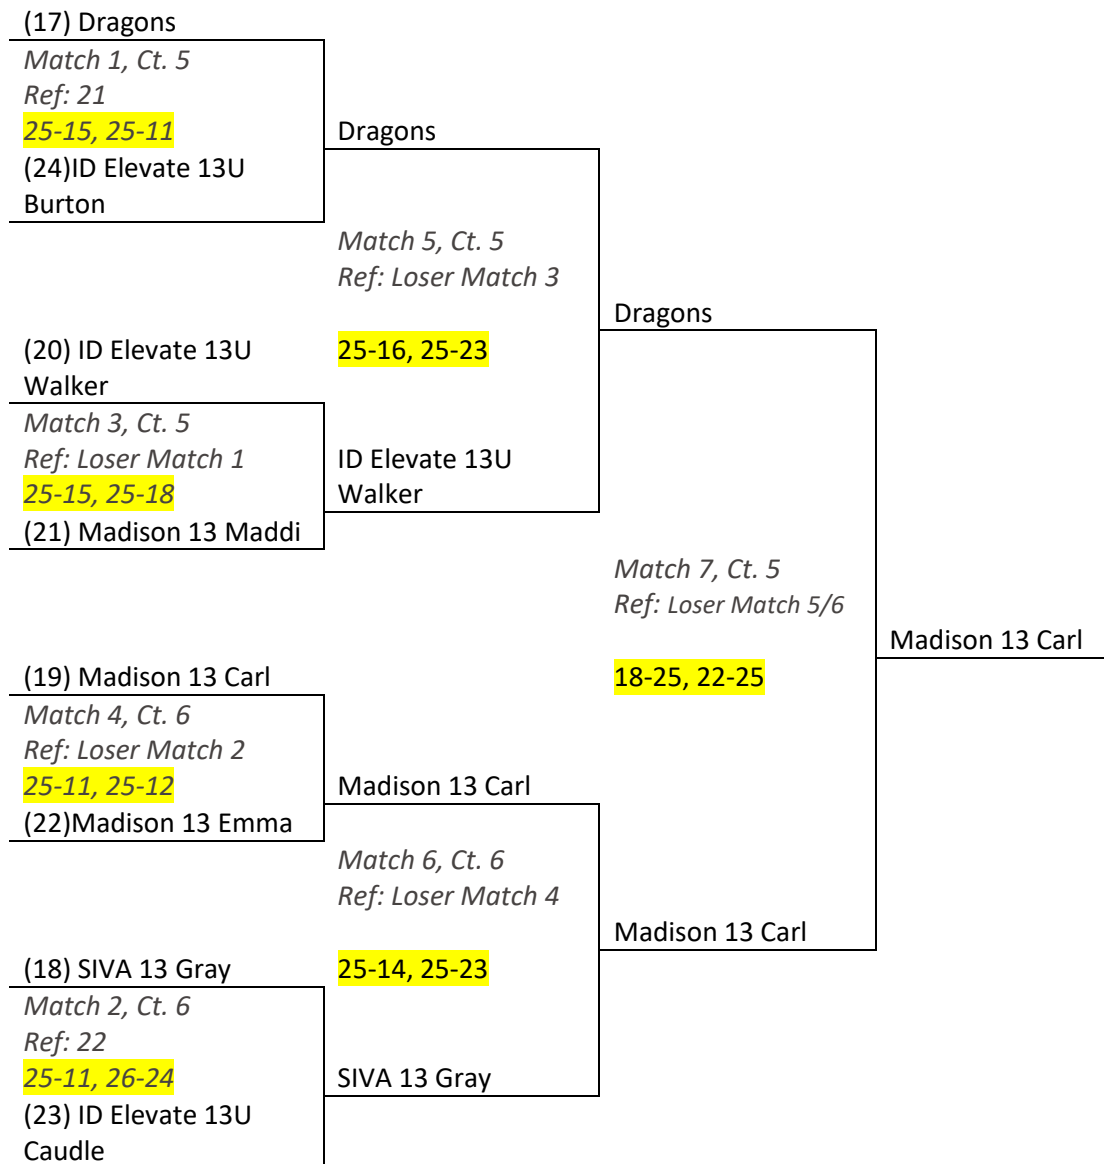 (17) Dragons
Match 1, Ct. 5
Ref: 21
25-15, 25-11
(24)ID Elevate 13U
Burton
Dragons
Match 5, Ct. 5
Ref: Loser Match 3
25-16, 25-23
(20) ID Elevate 13U
Walker
Match 3, Ct. 5
Ref: Loser Match 1
25-15, 25-18
(21) Madison 13 Maddi
ID Elevate 13U
Walker
Dragons
Match 7, Ct. 5
Ref: Loser Match 5/6
18-25, 22-25
Madison 13 Carl
(19) Madison 13 Carl
Match 4, Ct. 6
Ref: Loser Match 2
25-11, 25-12
(22)Madison 13 Emma
Madison 13 Carl
Match 6, Ct. 6
Ref: Loser Match 4
25-14, 25-23
Madison 13 Carl
(18) SIVA 13 Gray
Match 2, Ct. 6
Ref: 22
25-11, 26-24
(23) ID Elevate 13U
Caudle
SIVA 13 Gray